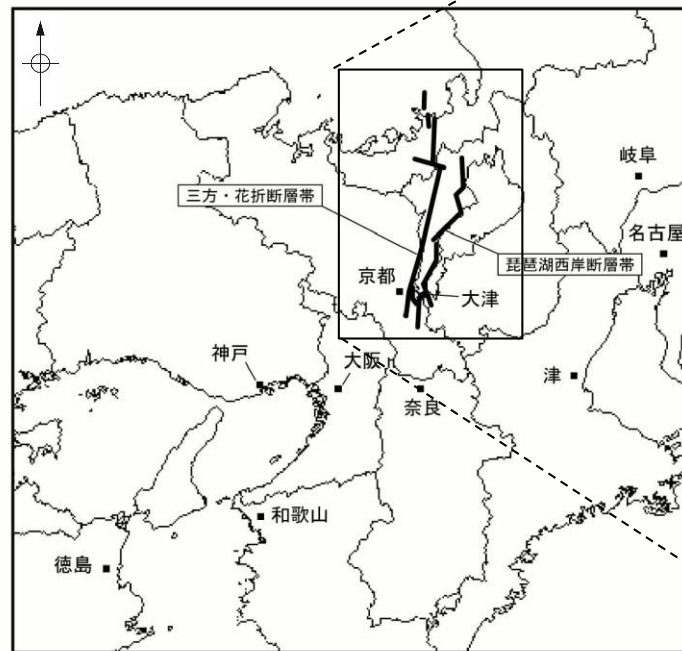 岐阜
三方・花折断層帯
名古屋
琵琶湖西岸断層帯
京都
大津
神戸
大阪
津
奈良
和歌山
徳島